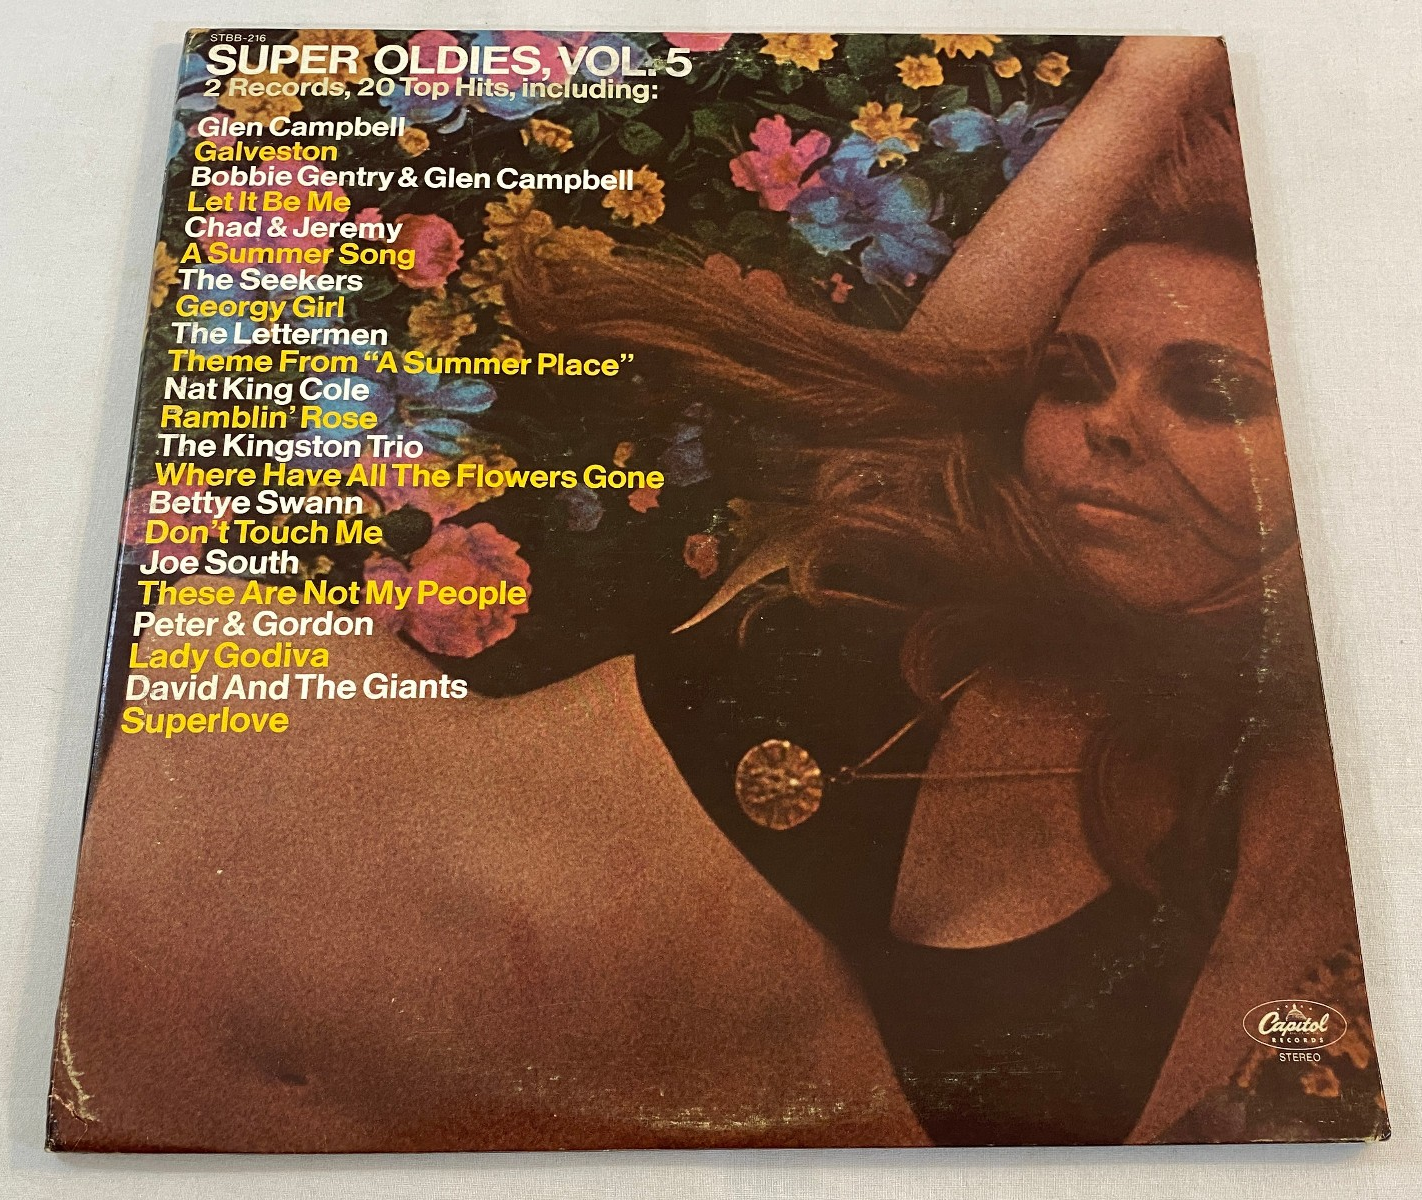 STBB-216
SUPER OLDIES, VOL. 5
2 Records, 20 Top Hits, including:
Glen Campbell
Galveston
Bobbie Gentry & Glen Campbell
Let It Be Me
Chad & Jeremy
A Summer Song
The Seekers
Georgy Girl
The Lettermen
Theme From “A Summer Place”
Nat King Cole
Ramblin’ Rose
The Kingston Trio
Where Have All The Flowers Gone
Bettye Swann
Don’t Touch Me
Joe South
These Are Not My People
Peter & Gordon
Lady Godiva
David And The Giants
Superlove
Capitol
RECORDS
STEREO